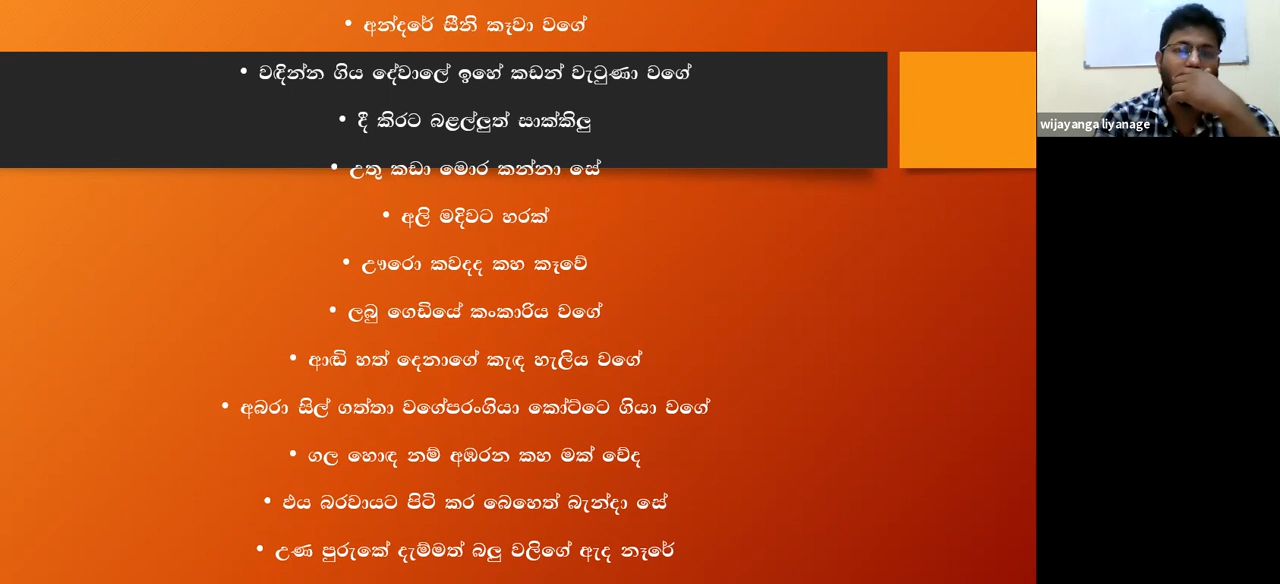 • අන්දරේ සීනි කෑවා වගේ
• වඳින්න ගිය දේවාලේ ඉහේ කඩන් වැටුණා වගේ
• දී කිරට බළල්ලුත් සාක්කිලු
• උතු කඩා මොර කන්නා සේ
• අලි මදිවට හරක්
• ඌරො කවදද කහ කෑවේ
• ලබු ගෙඩියේ කංකාරිය වගේ
• ආඬි හත් දෙනාගේ කැඳ හැලිය වගේ
• අබරා සිල් ගත්තා වගේපරංගියා කෝට්ටෙ ගියා වගේ
• ගල හොඳ නම් අඹරන කහ මක් වේද
• ඵය බරවායට පිටි කර බෙහෙත් බැන්දා සේ
• උණ පුරුකේ දැම්මත් බලු වලිගේ ඇද නෑරේ
wijayanga liyanage